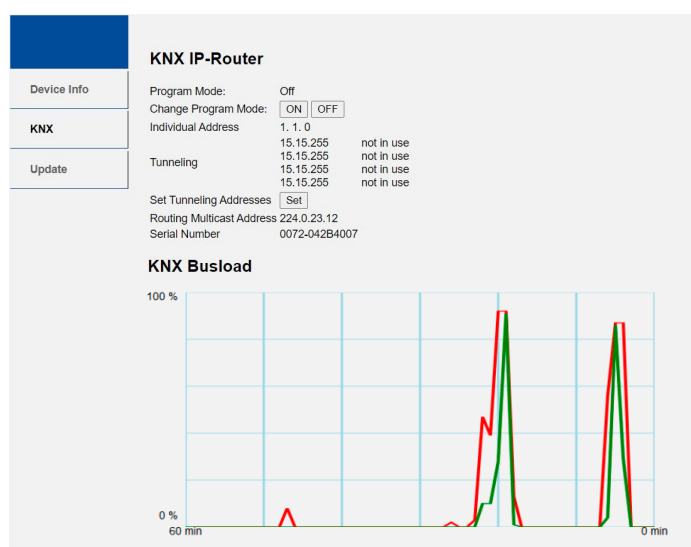 KNX IP-Router
Device Info
KNX
Update
Program Mode: Off
Change Program Mode: ON OFF
Individual Address 1. 1. 0
Tunneling
15.15.255 not in use
15.15.255 not in use
15.15.255 not in use
15.15.255 not in use
Set Tunneling Addresses Set
Routing Multicast Address 224.0.23.12
Serial Number 0072-042B4007
KNX Busload
100 %
0 %
60 min 0 min